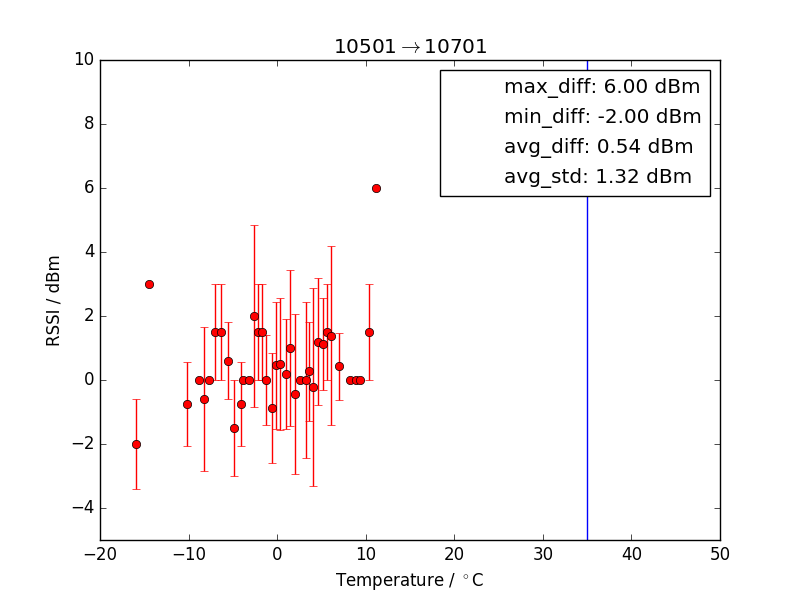 10501→10701
max_diff: 6.00 dBm
min_diff: -2.00 dBm
avg_diff: 0.54 dBm
avg_std: 1.32 dBm
RSSI / dBm
10
8
6
4
2
0
−2
−4
−20 −10 0 10 20 30 40 50
Temperature / °C